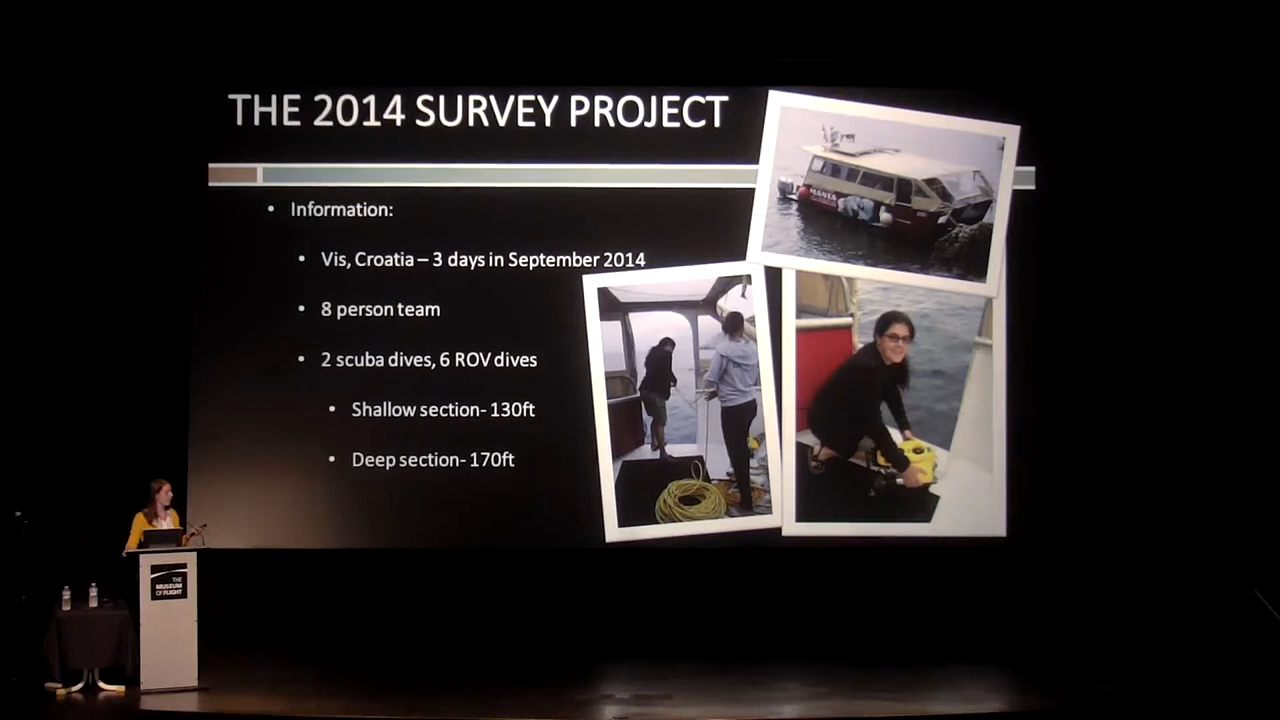 THE 2014 SURVEY PROJECT
• Information:
• Vis, Croatia – 3 days in September 2014
• 8 person team
• 2 scuba dives, 6 ROV dives
• Shallow section- 130ft
• Deep section- 170ft
MANTA
THE
MUSEUM
OF FLIGHT